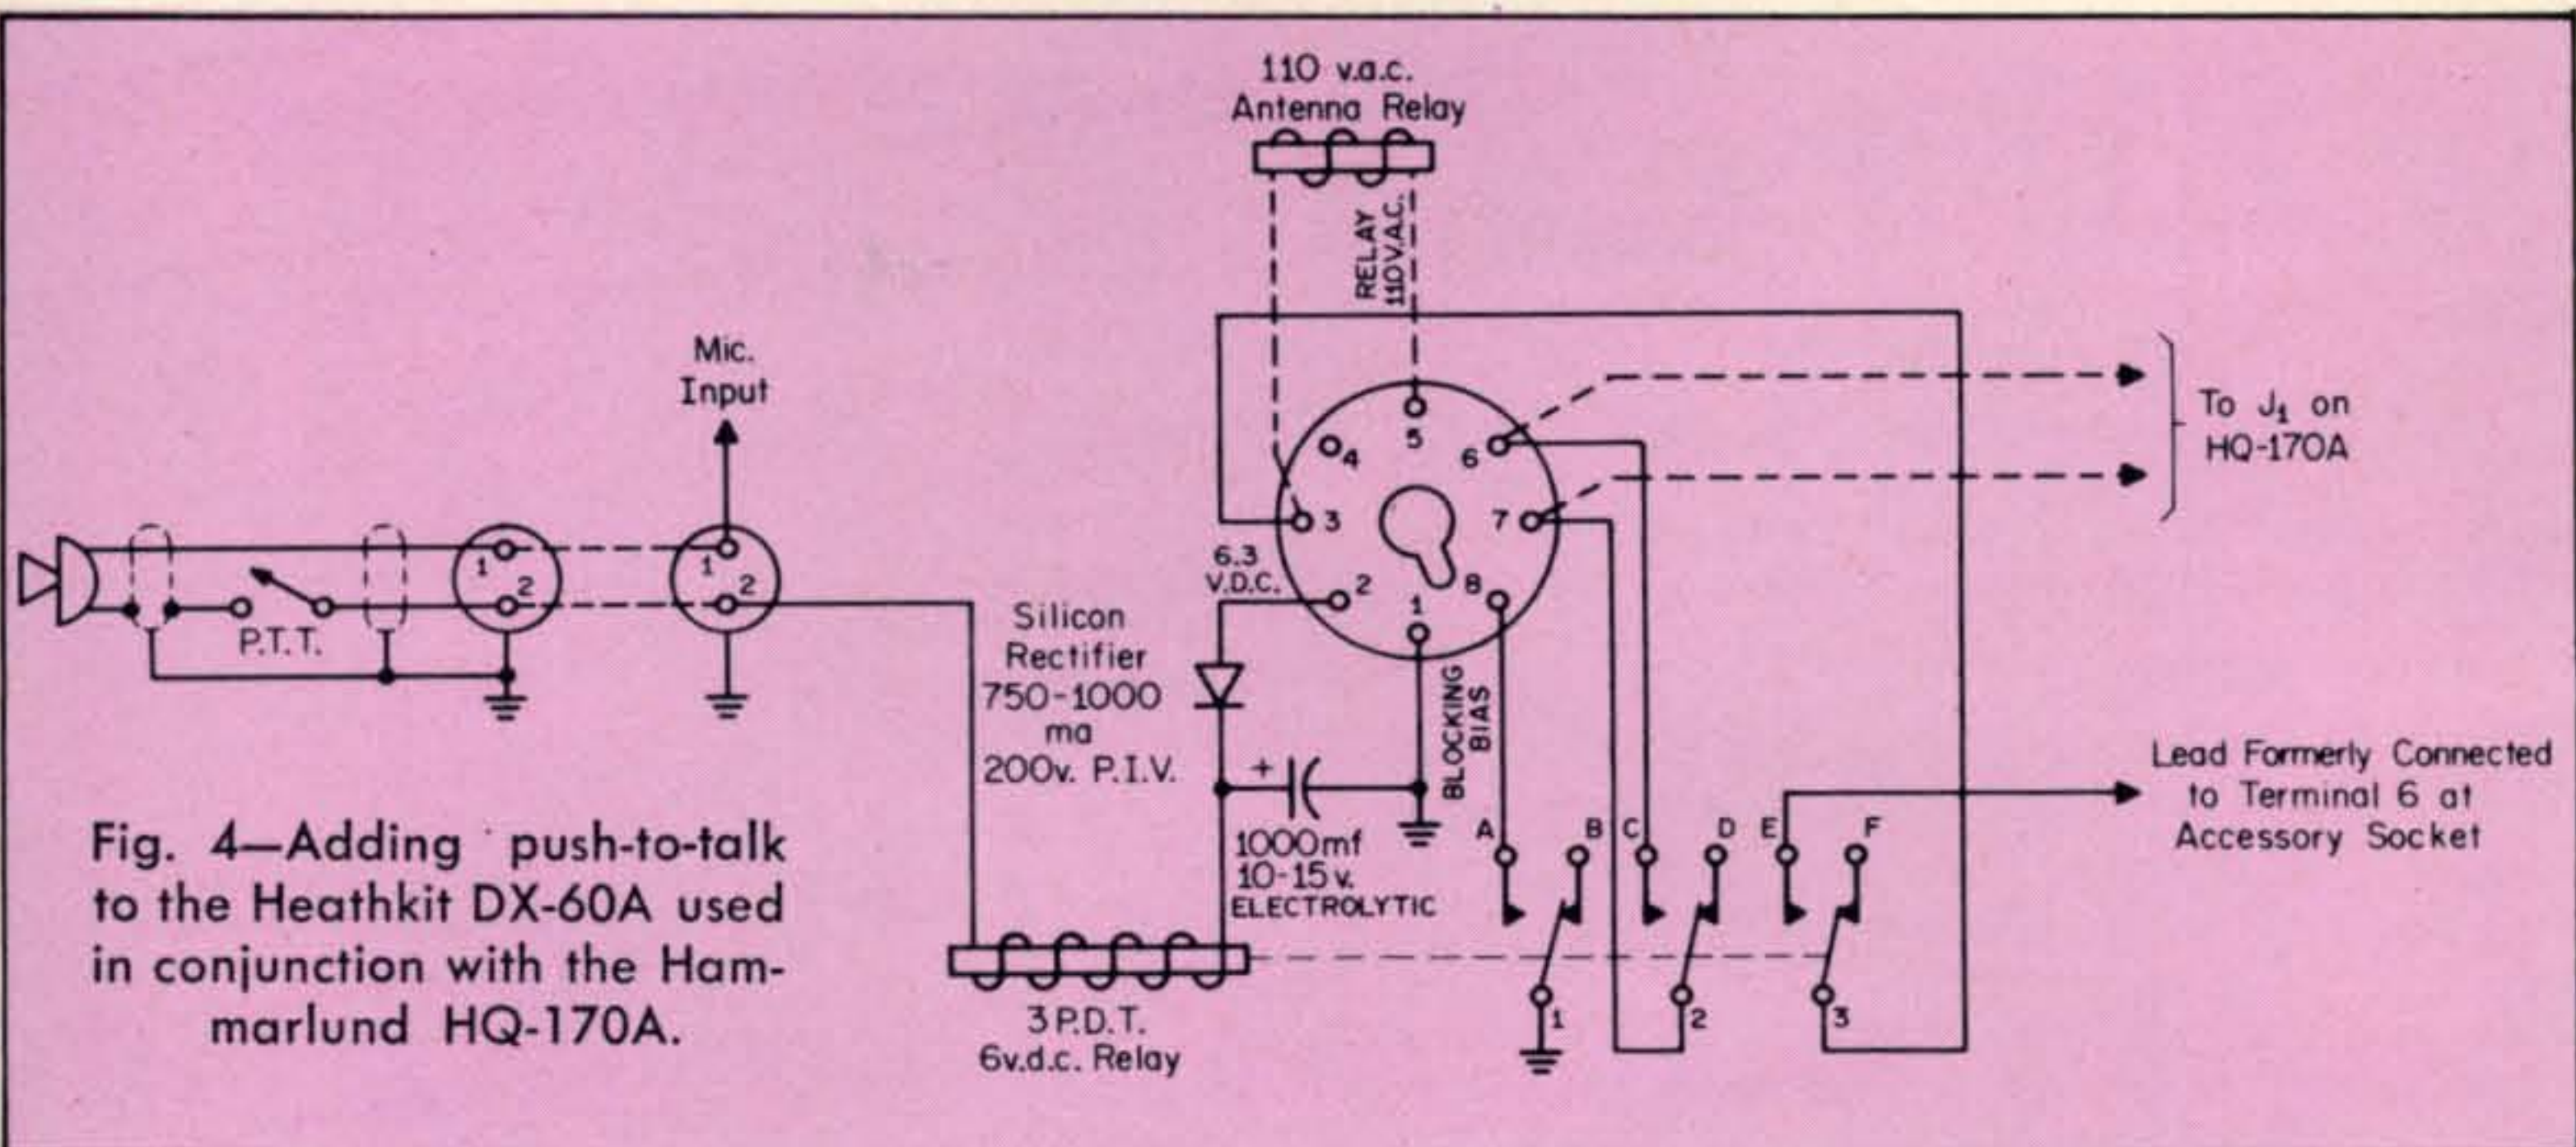 110 v.a.c.
Antenna Relay
RELAY
110V.A.C.
Mic.
Input
5
4
6
3
7
To J1 on
HQ-170A
6.3
V.D.C.
2
8
1
1
2
1
2
P.T.T.
Silicon
Rectifier
750-1000
ma
200v. P.I.V.
BLOCKING
BIAS
+
1000mf
10-15v.
ELECTROLYTIC
Lead Formerly Connected
to Terminal 6 at
Accessory Socket
A B C D E F
1 2 3
3P.D.T.
6v.d.c. Relay
Fig. 4—Adding push-to-talk
to the Heathkit DX-60A used
in conjunction with the Ham-
marlund HQ-170A.